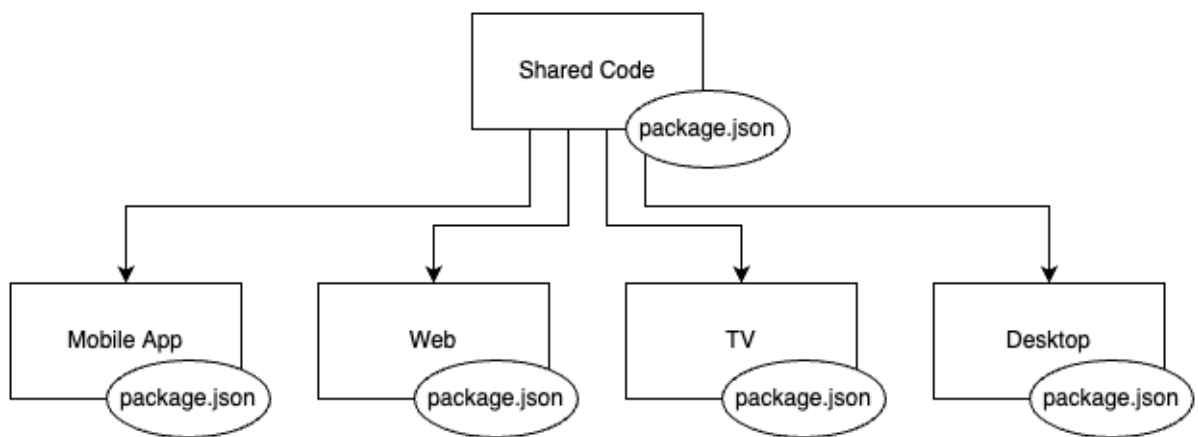 Shared Code
package.json
Mobile App
package.json
Web
package.json
TV
package.json
Desktop
package.json